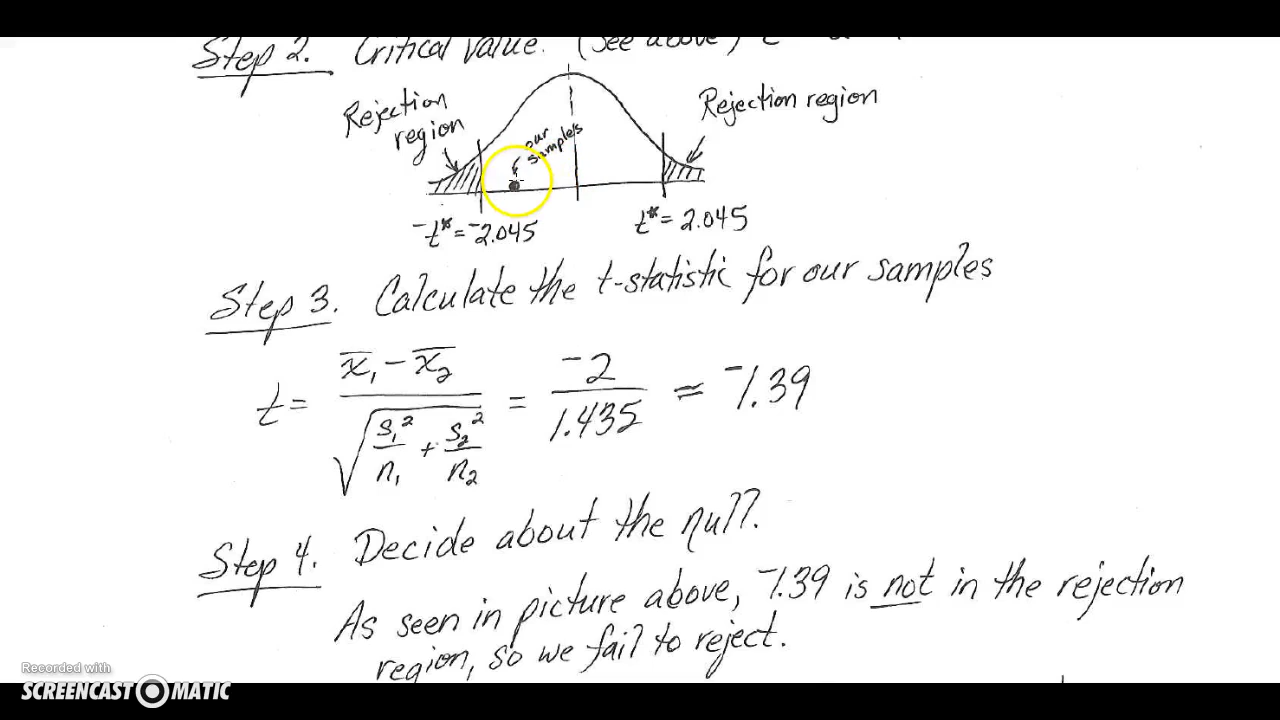 Step 2. Critical Value. (See above)
Rejection region
our samples
Rejection region
-t* = -2.045
t* = 2.045
Step 3. Calculate the t-statistic for our samples
t = (x̄₁ - x̄₂) / √(s₁²/n₁ + s₂²/n₂) = -2 / 1.435 ≈ -1.39
Step 4. Decide about the null.
As seen in picture above, -1.39 is not in the rejection
region, so we fail to reject.
Recorded with
SCREENCAST-O-MATIC